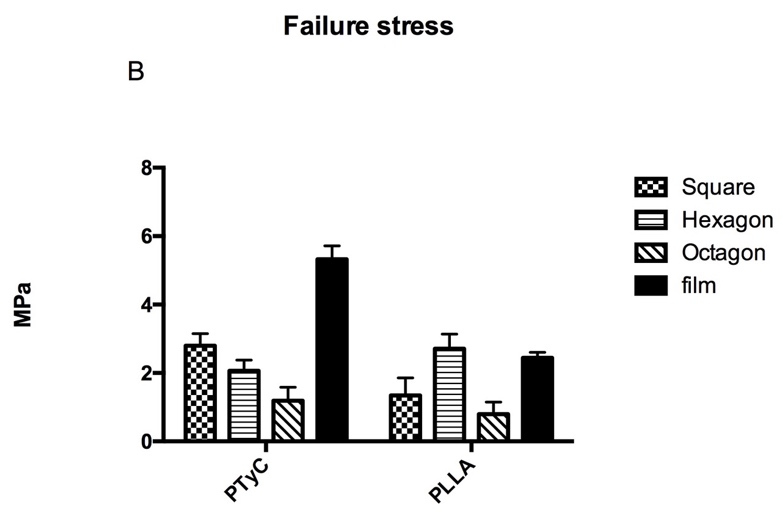 Failure stress
B
MPa
8
6
4
2
0
PTyC
PLLA
Square
Hexagon
Octagon
film